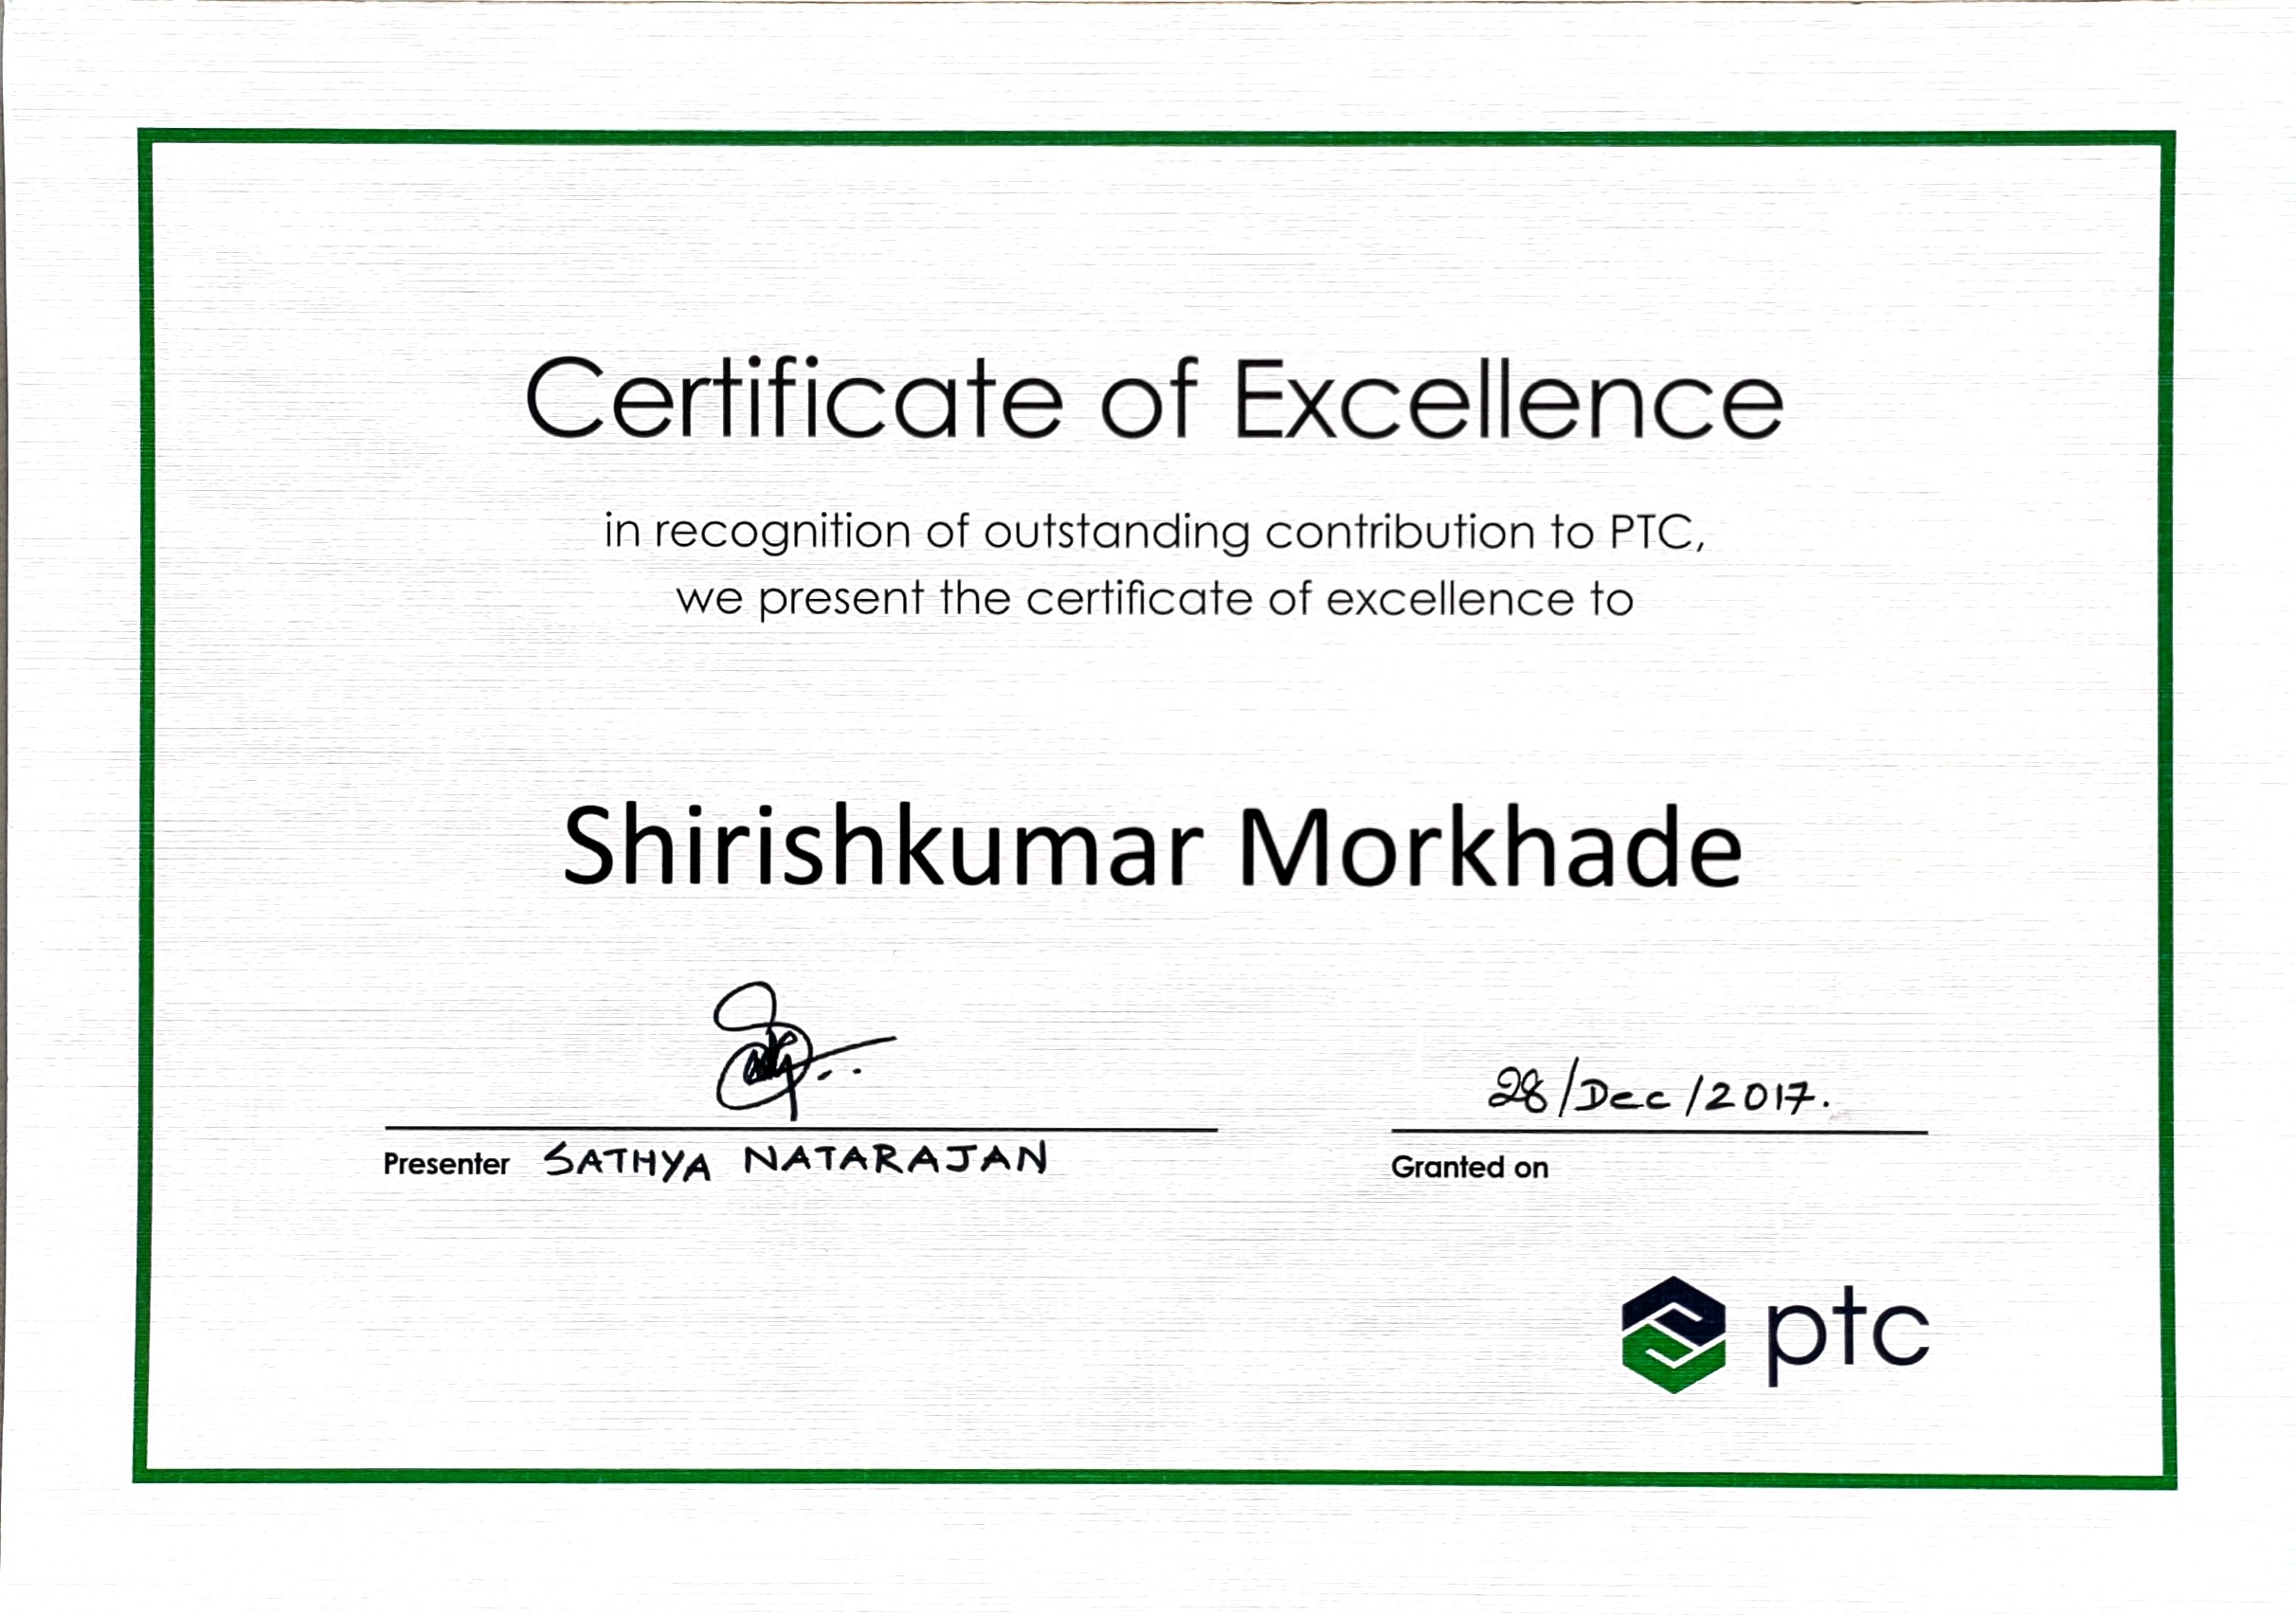 Certificate of Excellence
in recognition of outstanding contribution to PTC,
we present the certificate of excellence to
Shirishkumar Morkhade
28/Dec/2017.
Presenter SATHYA NATARAJAN
Granted on
ptc